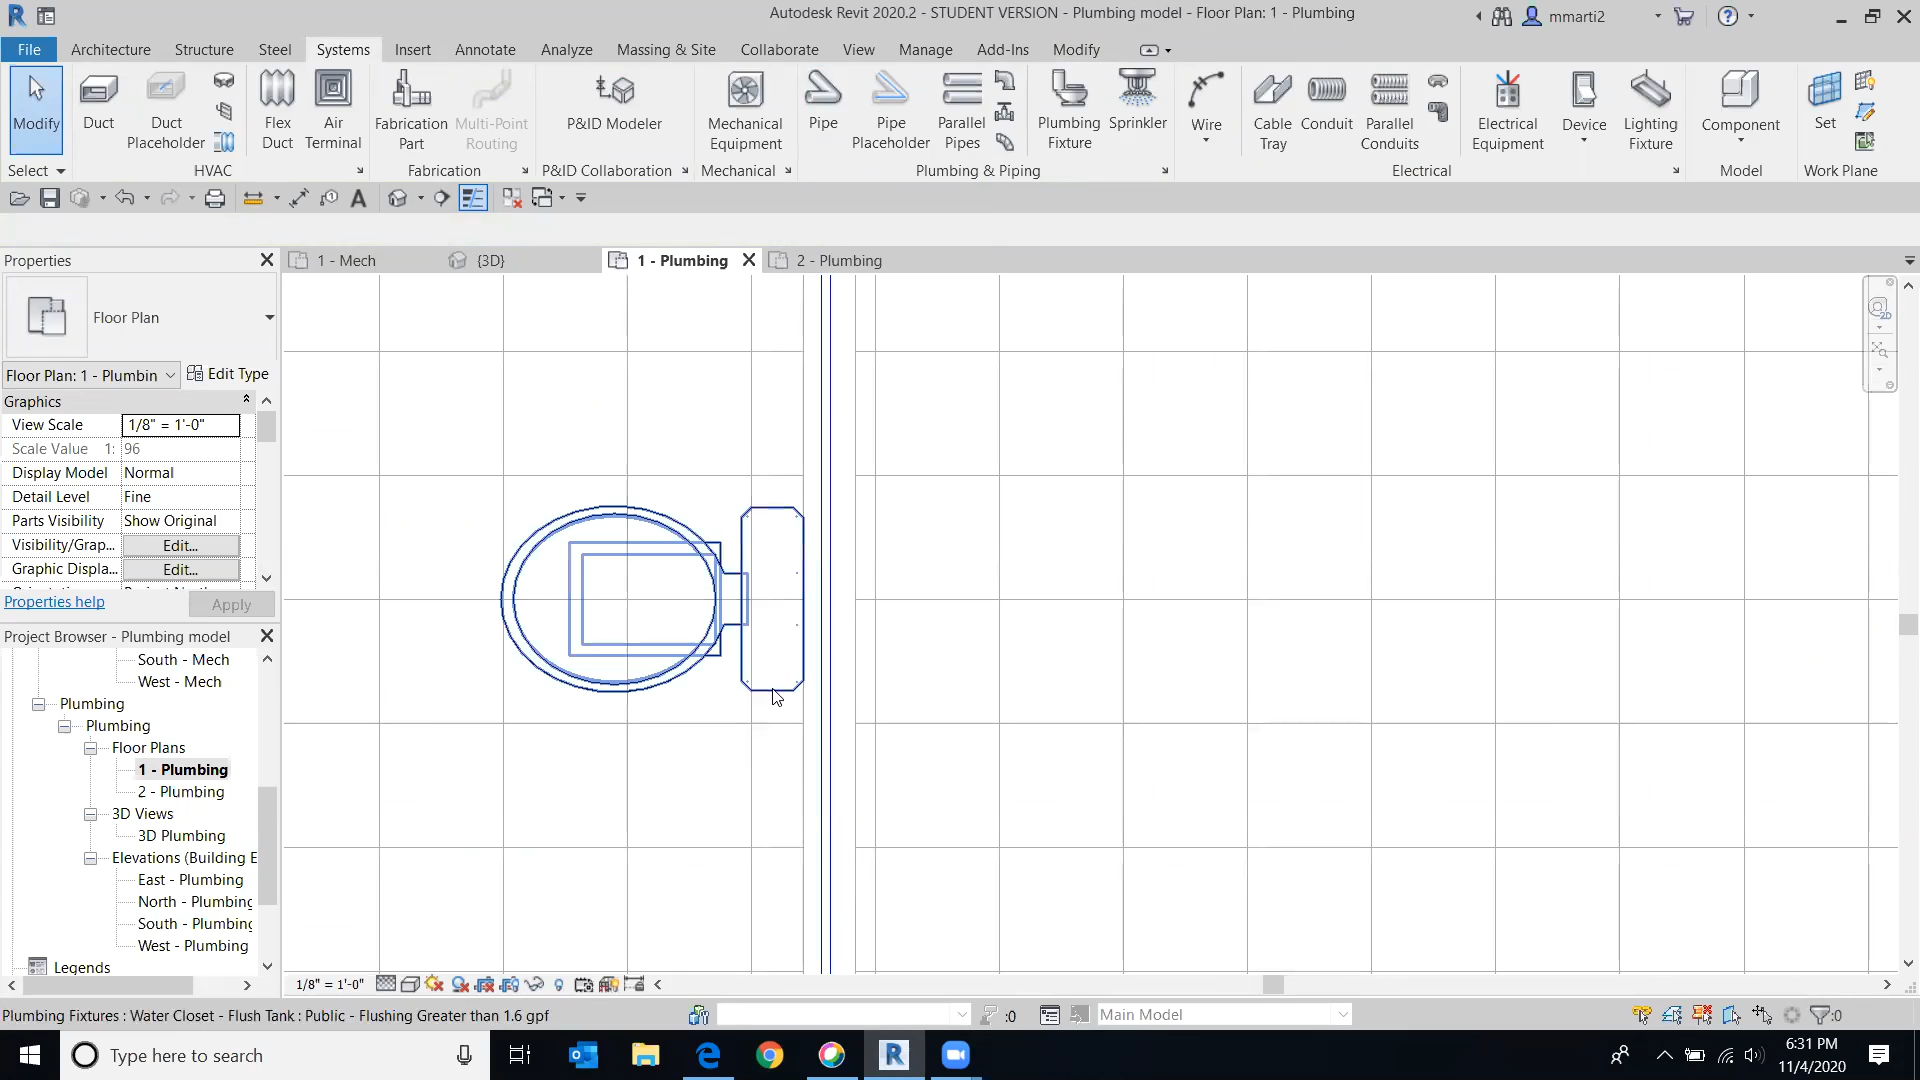 Autodesk Revit 2020.2 - STUDENT VERSION - Plumbing model - Floor Plan: 1 - Plumbing
mmarti2
File Architecture Structure Steel Systems Insert Annotate Analyze Massing & Site Collaborate View Manage Add-Ins Modify
Modify
Duct
Duct Placeholder
Flex Duct
Air Terminal
Fabrication Part
Multi-Point Routing
P&ID Modeler
Mechanical Equipment
Pipe
Pipe Placeholder
Parallel Pipes
Plumbing Fixture
Sprinkler
Wire
Cable Tray
Conduit
Parallel Conduits
Electrical Equipment
Device
Lighting Fixture
Component
Set
Select HVAC Fabrication P&ID Collaboration Mechanical Plumbing & Piping Electrical Model Work Plane
A
Properties
1 - Mech {3D} 1 - Plumbing 2 - Plumbing
2D
Floor Plan
Floor Plan: 1 - Plumbin Edit Type
Graphics
View Scale 1/8" = 1'-0"
Scale Value 1: 96
Display Model Normal
Detail Level Fine
Parts Visibility Show Original
Visibility/Grap... Edit...
Graphic Displa... Edit...
Properties help Apply
Project Browser - Plumbing model
South - Mech
West - Mech
Plumbing
Plumbing
Floor Plans
1 - Plumbing
2 - Plumbing
3D Views
3D Plumbing
Elevations (Building E
East - Plumbing
North - Plumbing
South - Plumbing
West - Plumbing
Legends
1/8" = 1'-0"
Plumbing Fixtures : Water Closet - Flush Tank : Public - Flushing Greater than 1.6 gpf
:0
Main Model
:0
Type here to search
6:31 PM
11/4/2020